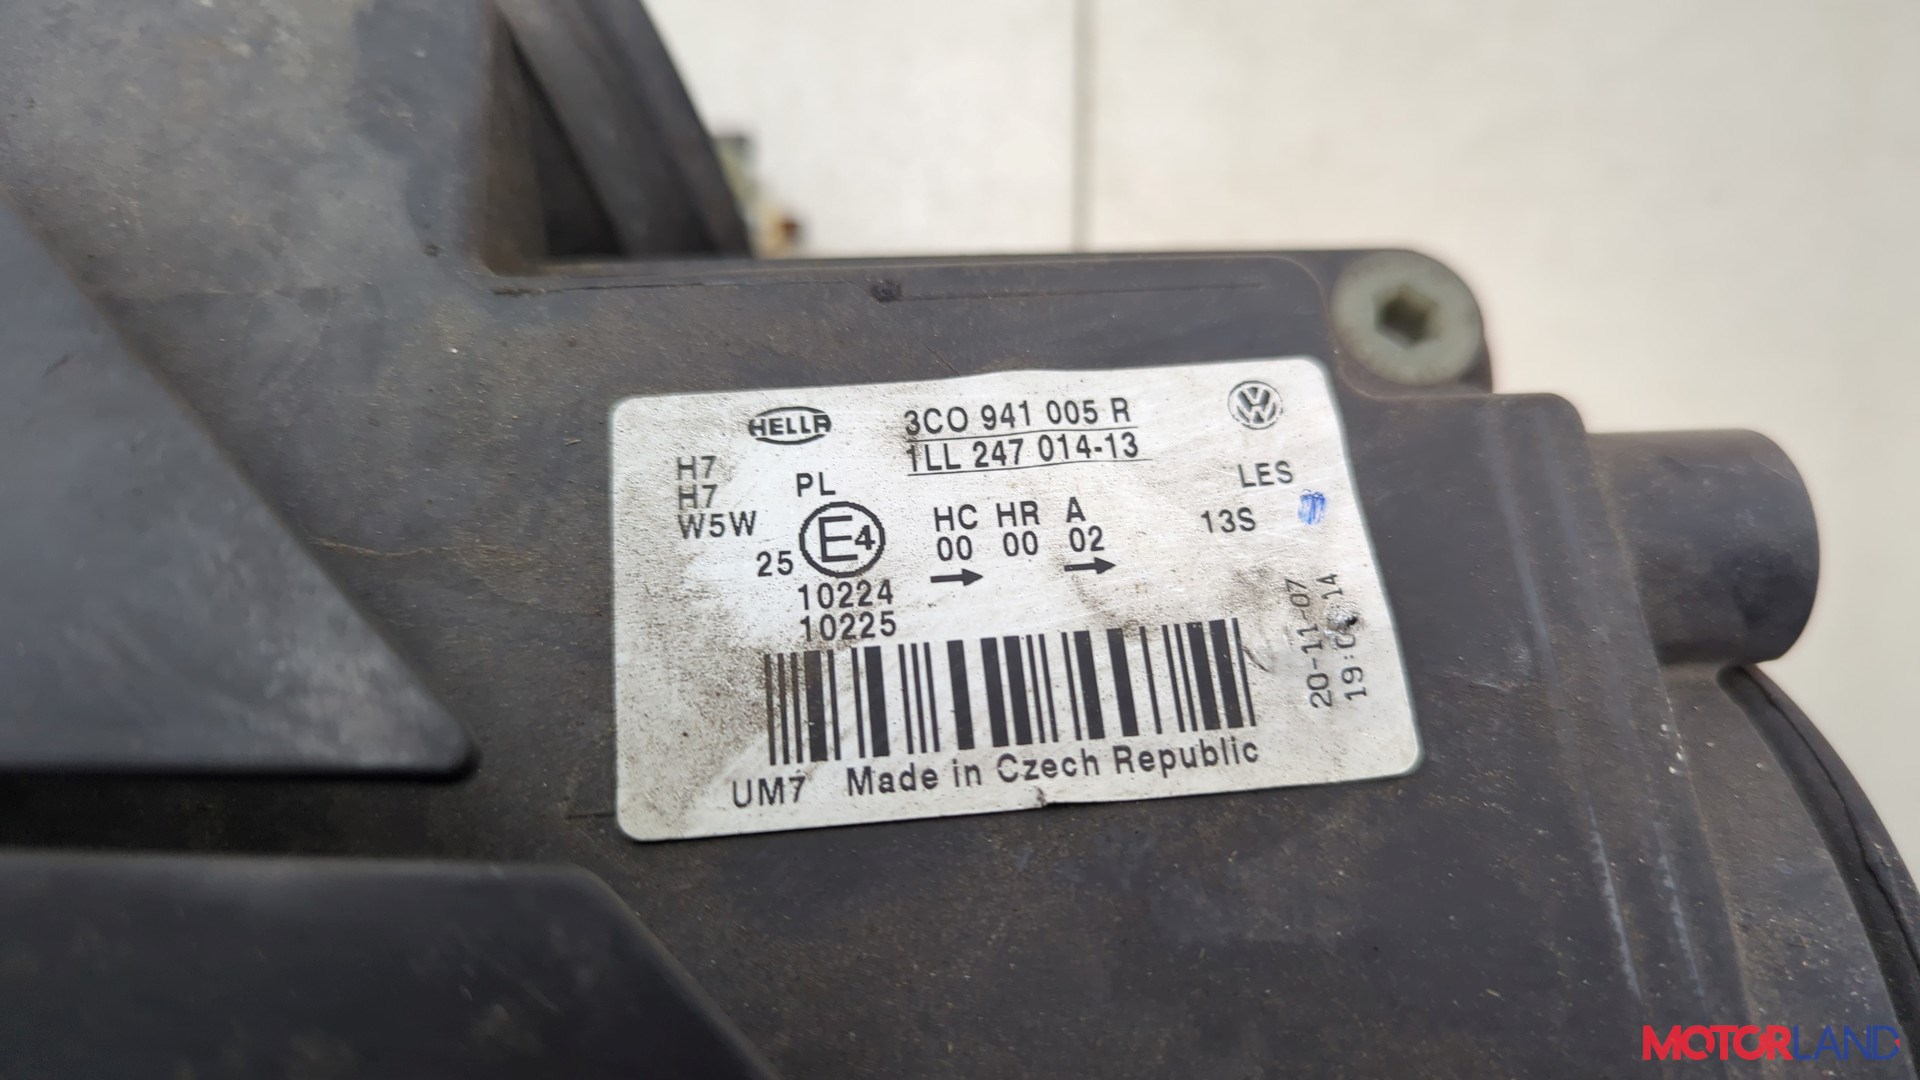 HELLA
3CO 941 005 R
1LL 247 014-13
H7
H7
W5W
PL
25 E4
10224
10225
HC HR A
00 00 02
LES
13S
20-11-07
UM7 Made in Czech Republic
MOTORLAND